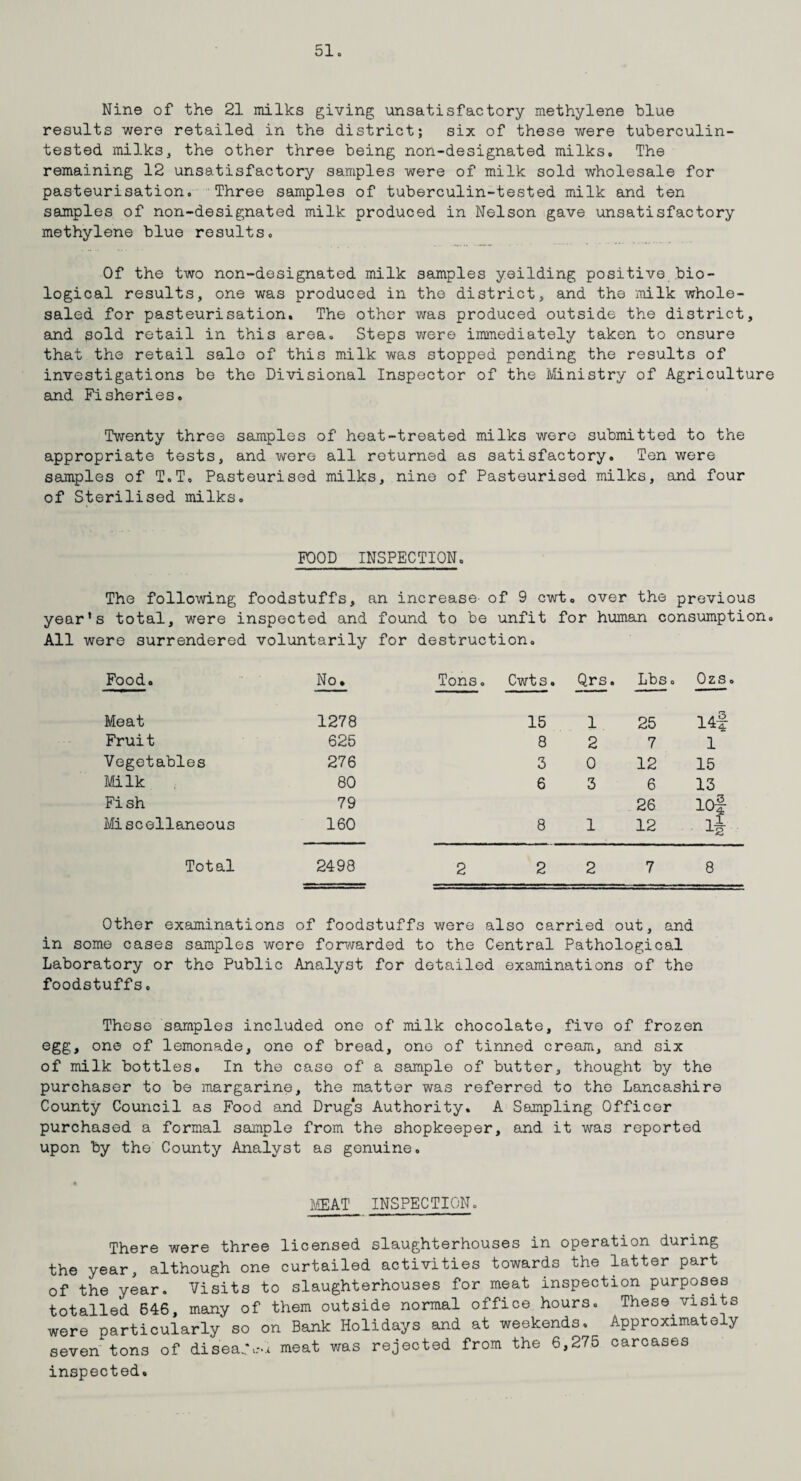 51.
Nine of the 21 milks giving unsatisfactory methylene blue
results were retailed in the district; six of these were tuberculin-
tested milks, the other three being non-designated milks. The
remaining 12 unsatisfactory samples were of milk sold wholesale for
pasteurisation. Three samples of tuberculin-tested milk and ten
samples of non-designated milk produced in Nelson gave unsatisfactory
methylene blue results.
Of the two non-designated milk samples yeilding positive bio-
logical results, one was produced in the district, and the milk whole-
saled for pasteurisation. The other was produced outside the district,
and sold retail in this area. Steps were immediately taken to ensure
that the retail sale of this milk was stopped pending the results of
investigations be the Divisional Inspector of the Ministry of Agriculture
and Fisheries.
Twenty three samples of heat-treated milks were submitted to the
appropriate tests, and were all returned as satisfactory. Ten were
samples of T.T. Pasteurised milks, nine of Pasteurised milks, and four
of Sterilised milks.
FOOD INSPECTION.
The following foodstuffs, an increase of 9 cwt. over the previous
year's total, were inspected and found to be unfit for human consumption.
All were surrendered voluntarily for destruction.
Food. No. Tons. Cwts. Qrs. Lbs. Ozs.
Meat 1278 15 1 25 14¾
Fruit 625 8 2 7 1
Vegetables 276 3 0 12 15
Milk 80 6 3 6 13
Fish 79 26 10¾
Miscellaneous 160 8 1 12 1½
Total 2498 2 2 2 7 8
Other examinations of foodstuffs were also carried out, and
in some cases samples were forwarded to the Central Pathological
Laboratory or the Public Analyst for detailed examinations of the
foodstuffs.
These samples included one of milk chocolate, five of frozen
egg, one of lemonade, one of bread, one of tinned cream, and six
of milk bottles. In the case of a sample of butter, thought by the
purchaser to be margarine, the matter was referred to the Lancashire
County Council as Food and Drug's Authority. A Sampling Officer
purchased a formal sample from the shopkeeper, and it was reported
upon by the County Analyst as genuine.
MEAT INSPECTION.
There were three licensed slaughterhouses in operation during
the year, although one curtailed activities towards the latter part
of the year. Visits to slaughterhouses for meat inspection purposes
totalled 646, many of them outside normal office hours. These visits
were particularly so on Bank Holidays and at weekends. Approximately
seven tons of diseased meat was rejected from the 6,275 carcases
inspected.